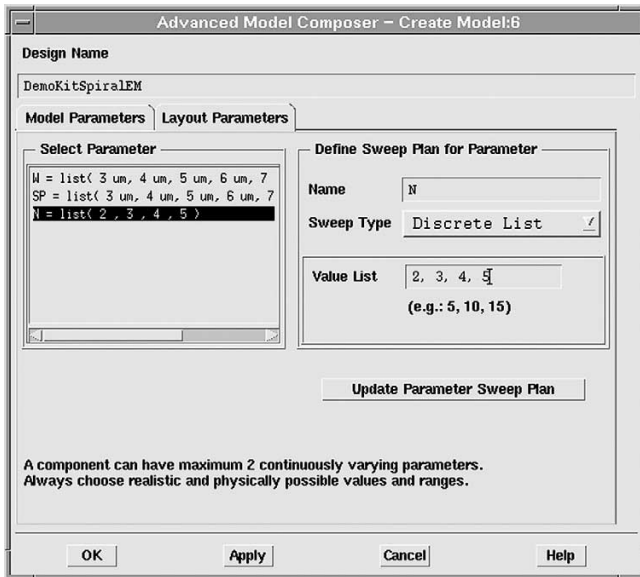 Advanced Model Composer – Create Model:6
Design Name
DemoKitSpiralEM
Model Parameters
Layout Parameters
Select Parameter
W = list( 3 um, 4 um, 5 um, 6 um, 7
SP = list( 3 um, 4 um, 5 um, 6 um, 7
N = list( 2 , 3 , 4 , 5 )
Define Sweep Plan for Parameter
Name N
Sweep Type Discrete List
Value List 2, 3, 4, 5
(e.g.: 5, 10, 15)
Update Parameter Sweep Plan
A component can have maximum 2 continuously varying parameters.
Always choose realistic and physically possible values and ranges.
OK Apply Cancel Help